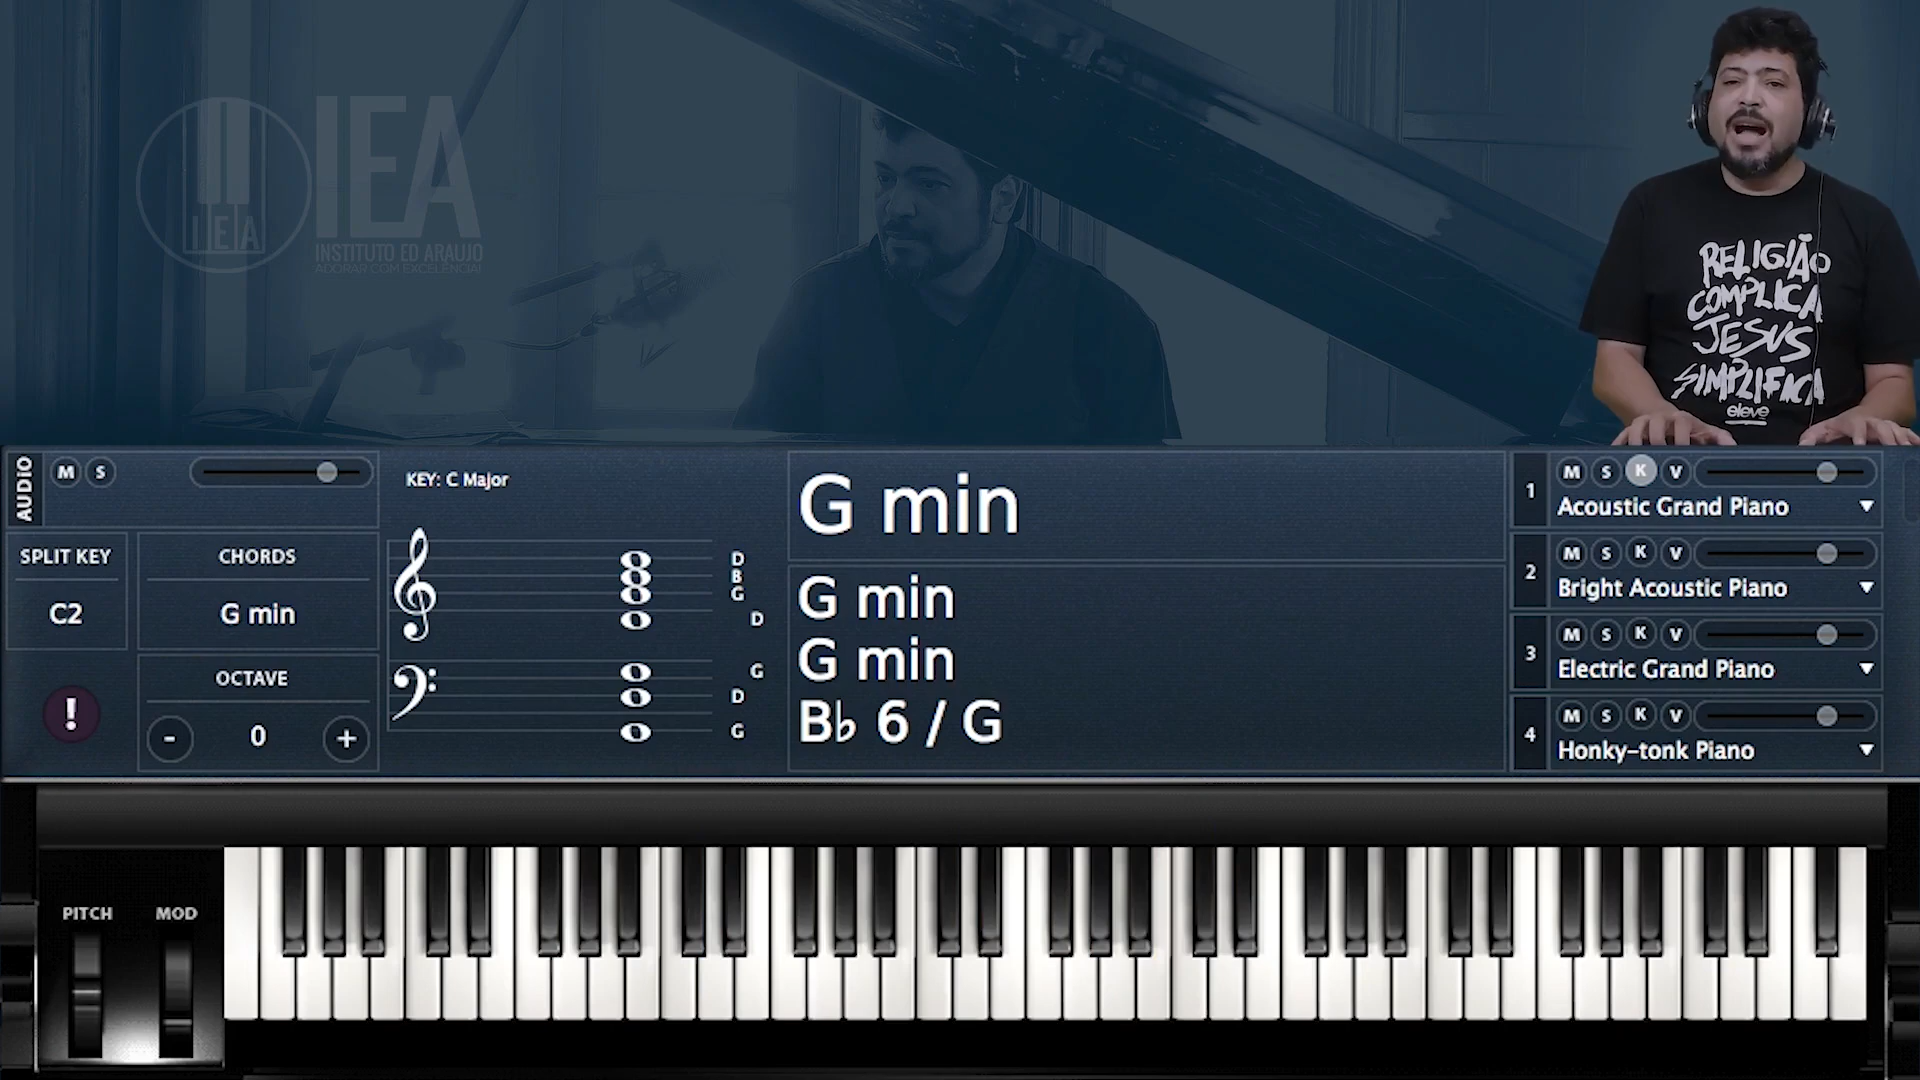 IEA
IEA
INSTITUTO ED ARAUJO
ADORAR COM EXCELÊNCIA!
RELIGIÃO
COMPLICA
JESUS
SIMPLIFICA
eleve
AUDIO
M S
KEY: C Major
SPLIT KEY
C2
CHORDS
G min
OCTAVE
- 0 +
!
D
B
G
D
G
D
G
G min
G min
G min
B♭ 6 / G
1
M S K V
Acoustic Grand Piano
2
M S K V
Bright Acoustic Piano
3
M S K V
Electric Grand Piano
4
M S K V
Honky-tonk Piano
PITCH
MOD